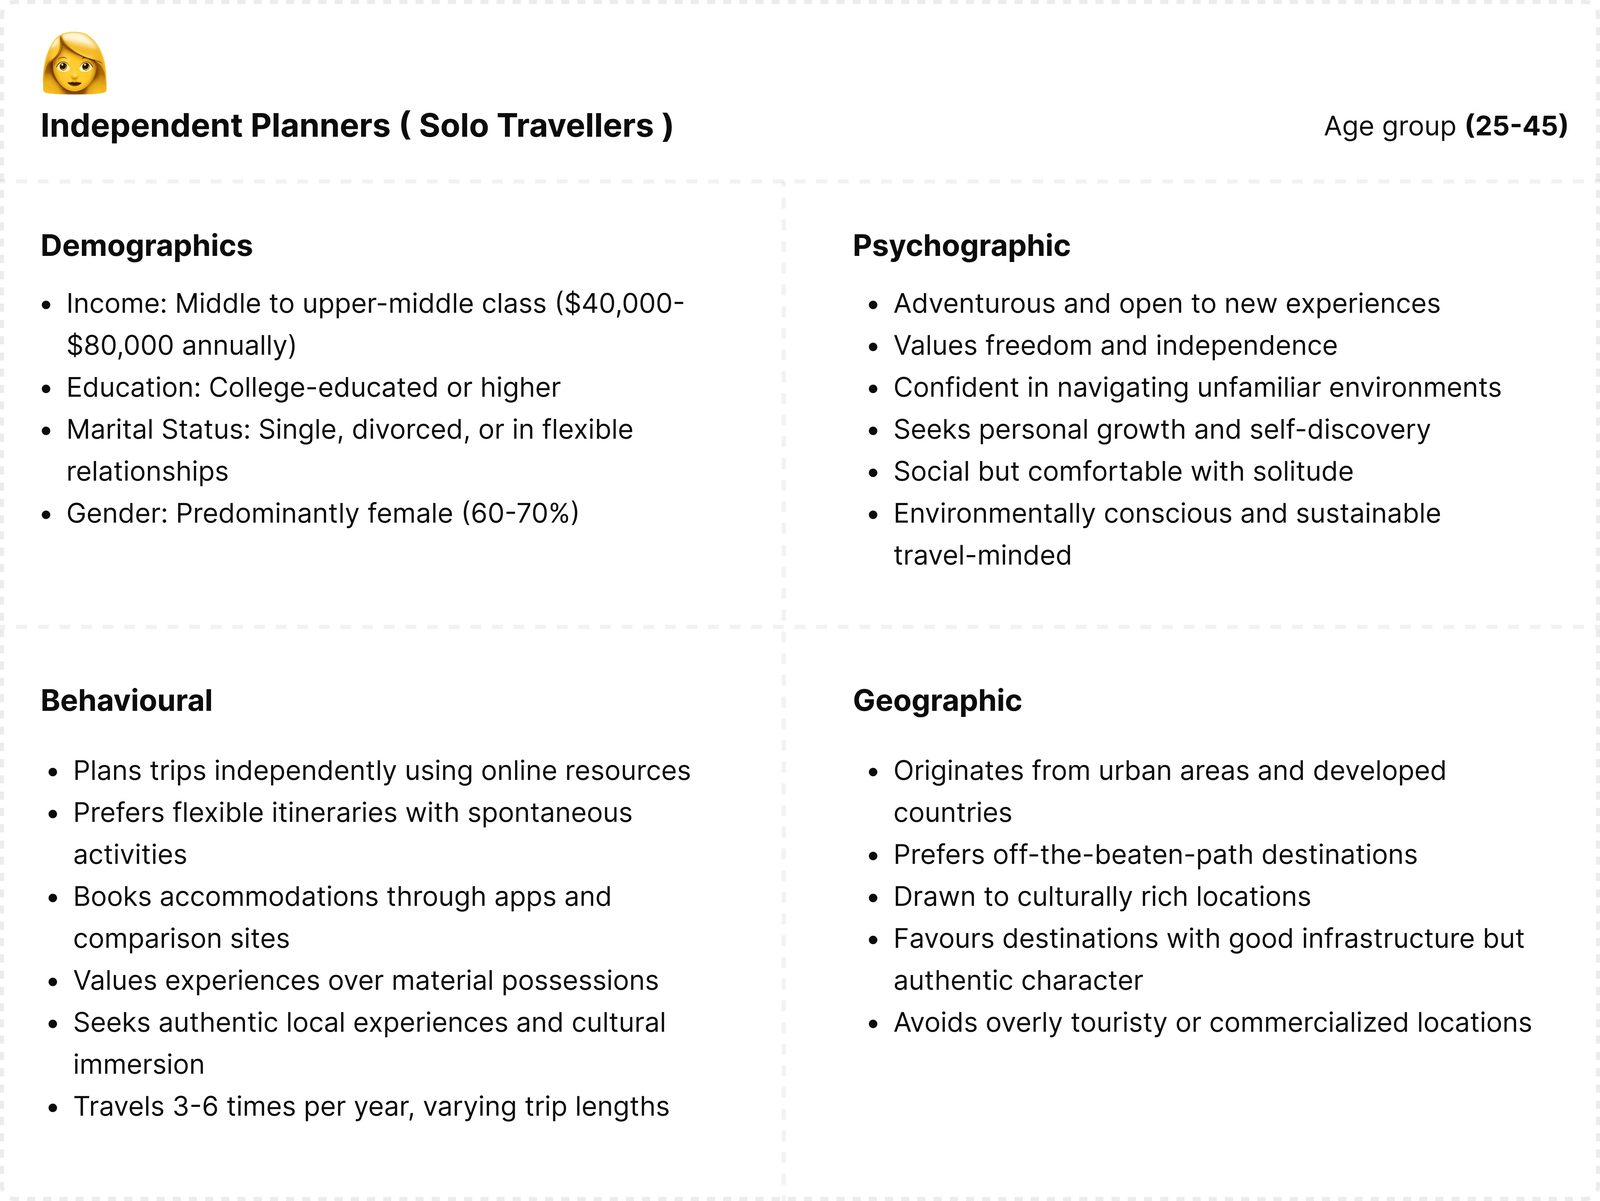 Independent Planners ( Solo Travellers )
Age group (25-45)
Demographics
• Income: Middle to upper-middle class ($40,000-
$80,000 annually)
• Education: College-educated or higher
• Marital Status: Single, divorced, or in flexible
relationships
• Gender: Predominantly female (60-70%)
Psychographic
• Adventurous and open to new experiences
• Values freedom and independence
• Confident in navigating unfamiliar environments
• Seeks personal growth and self-discovery
• Social but comfortable with solitude
• Environmentally conscious and sustainable
travel-minded
Behavioural
• Plans trips independently using online resources
• Prefers flexible itineraries with spontaneous
activities
• Books accommodations through apps and
comparison sites
• Values experiences over material possessions
• Seeks authentic local experiences and cultural
immersion
• Travels 3-6 times per year, varying trip lengths
Geographic
• Originates from urban areas and developed
countries
• Prefers off-the-beaten-path destinations
• Drawn to culturally rich locations
• Favours destinations with good infrastructure but
authentic character
• Avoids overly touristy or commercialized locations